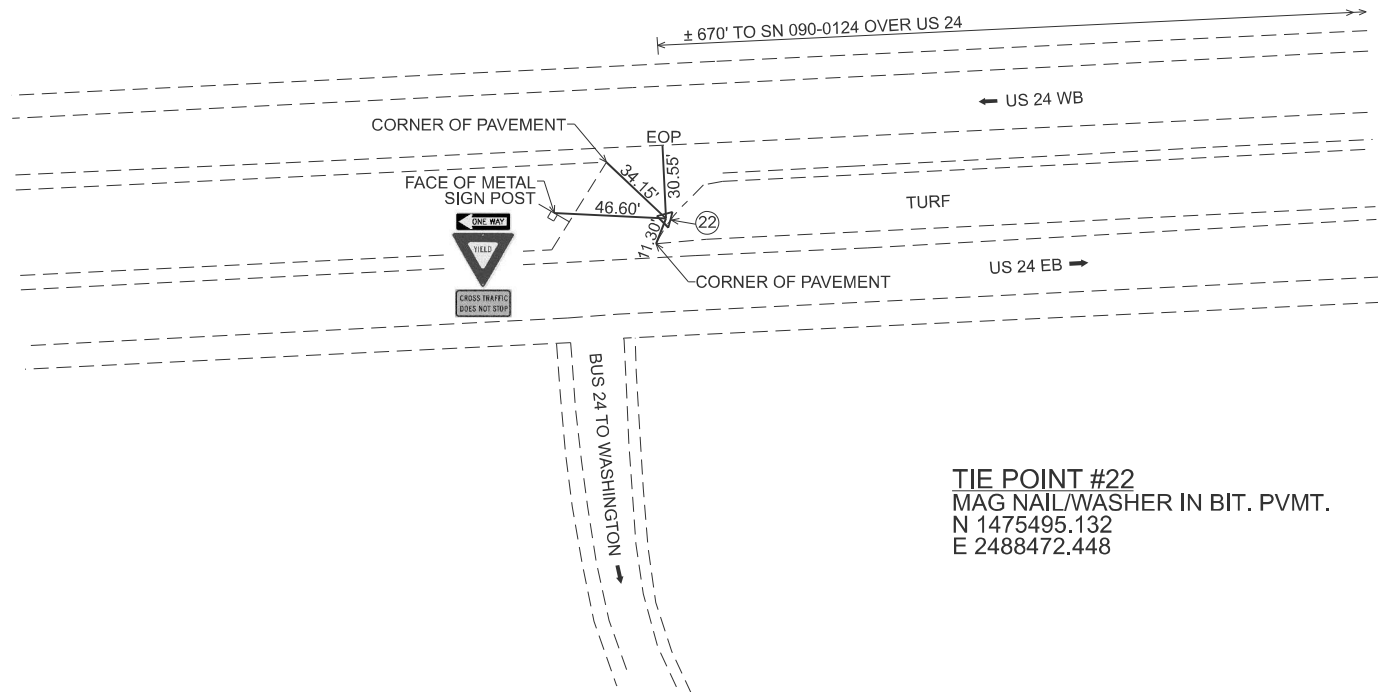 ± 670' TO SN 090-0124 OVER US 24
US 24 WB
CORNER OF PAVEMENT
EOP
34.15'
30.55'
FACE OF METAL
SIGN POST
46.60'
22
TURF
ONE WAY
YIELD
11.30'
US 24 EB
CORNER OF PAVEMENT
CROSS TRAFFIC
DOES NOT STOP
BUS 24 TO WASHINGTON
TIE POINT #22
MAG NAIL/WASHER IN BIT. PVMT.
N 1475495.132
E 2488472.448